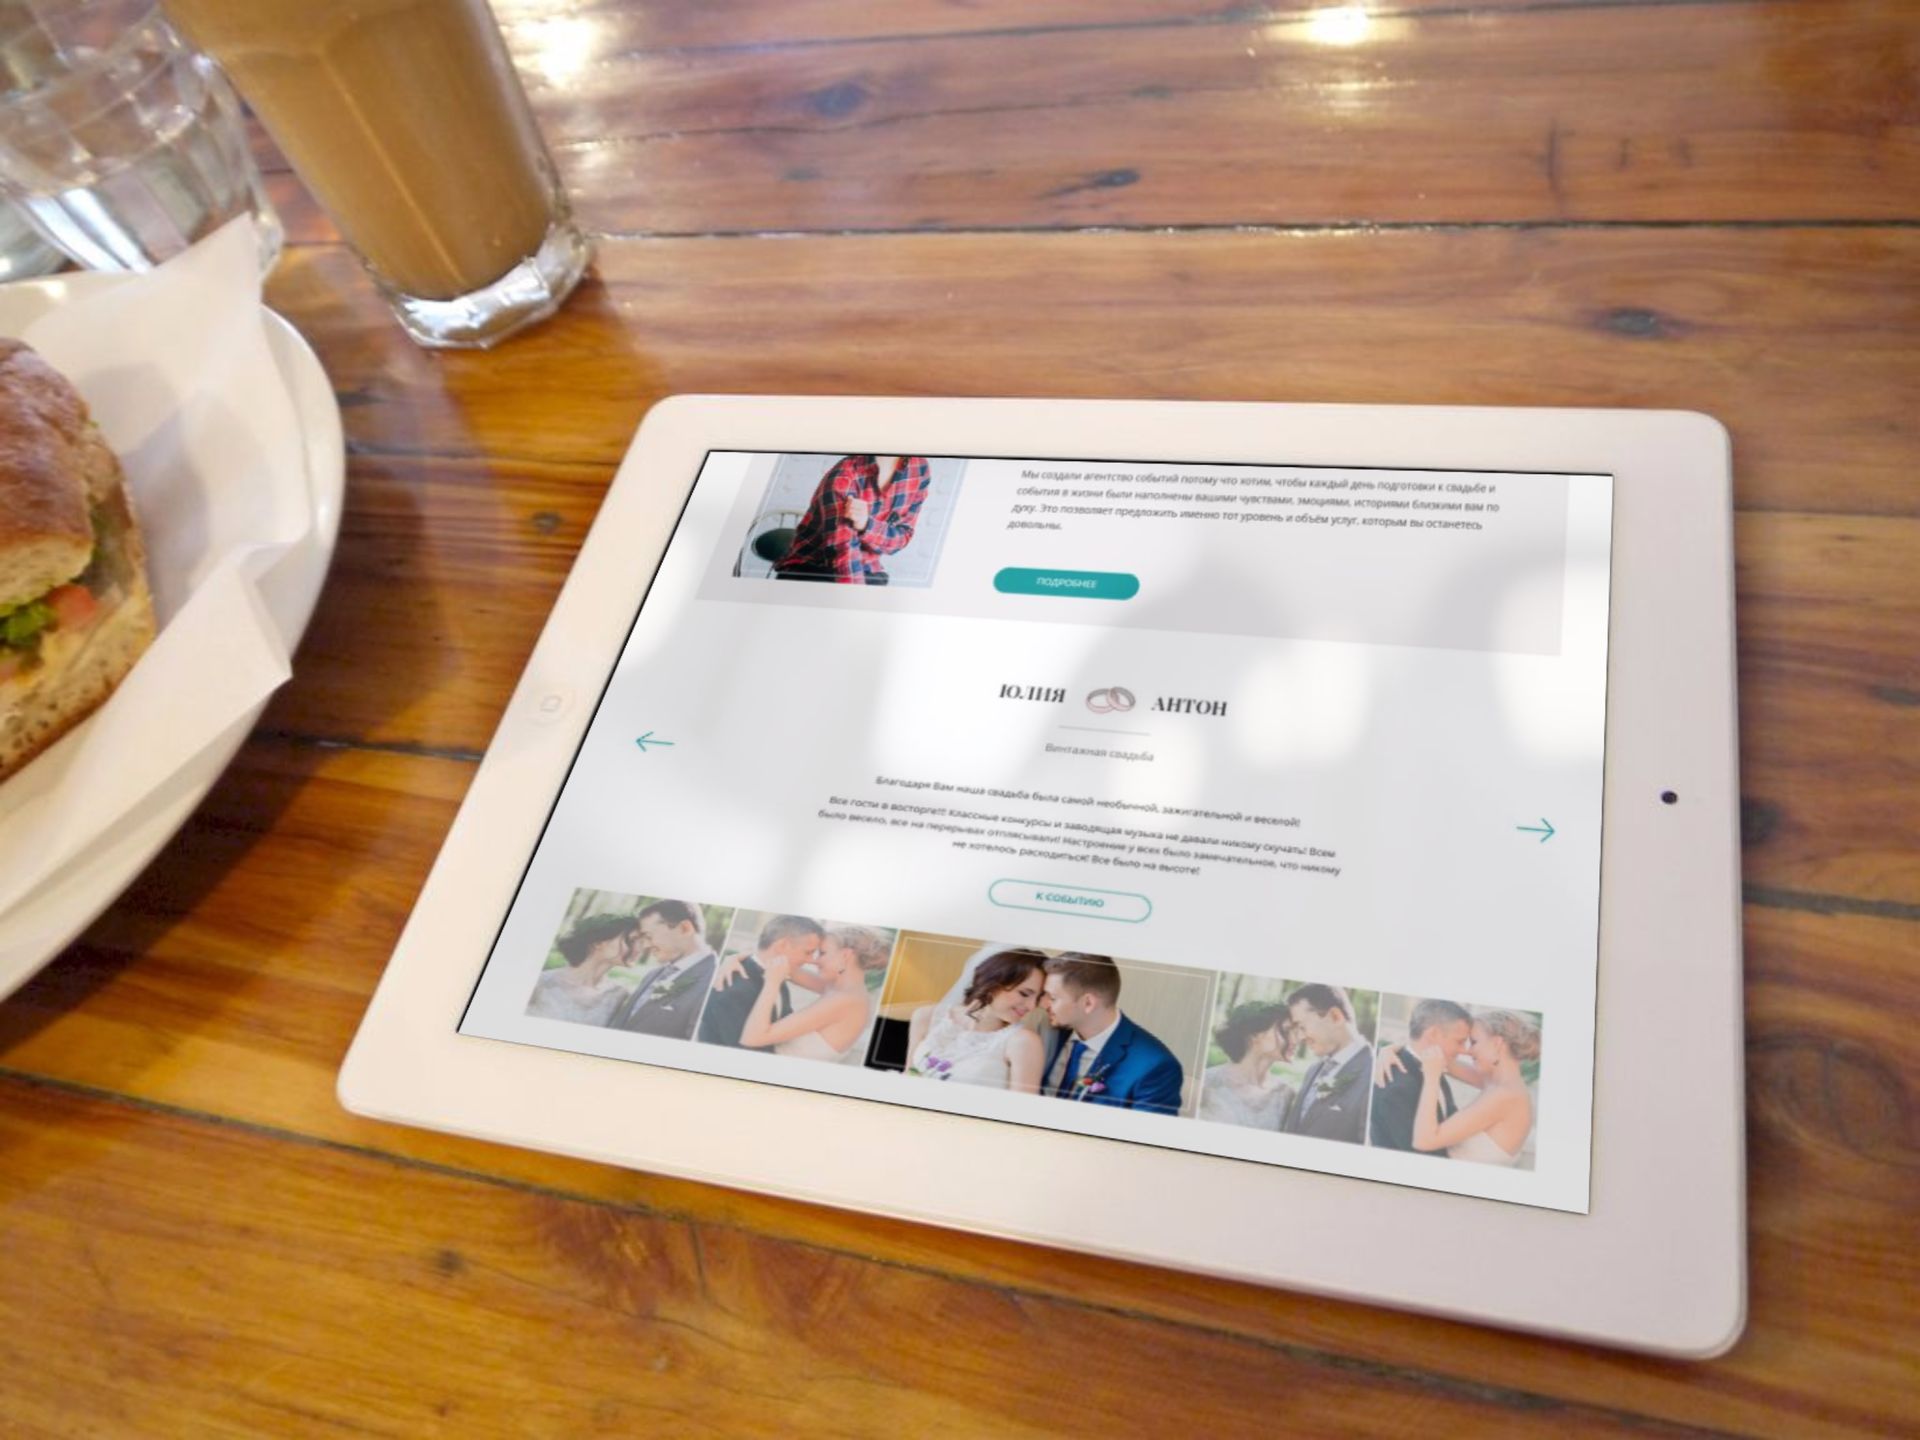 Мы создали агентство событий потому что хотим, чтобы каждый день подготовки к свадьбе и
события в жизни были наполнены вашими чувствами, эмоциями, историями близкими вам по
духу. Это позволяет предложить именно тот уровень и объём услуг, которым вы останетесь
довольны.
ПОДРОБНЕЕ
ЮЛИЯ АНТОН
Винтажная свадьба
Благодаря Вам наша свадьба была самой необычной, зажигательной и веселой!
Все гости в восторге!!! Классные конкурсы и заводящая музыка не давали никому скучать! Всем
было весело, все на перерывах отплясывали! Настроение у всех было замечательное, что никому
не хотелось расходиться! Все было на высоте!
К СОБЫТИЮ